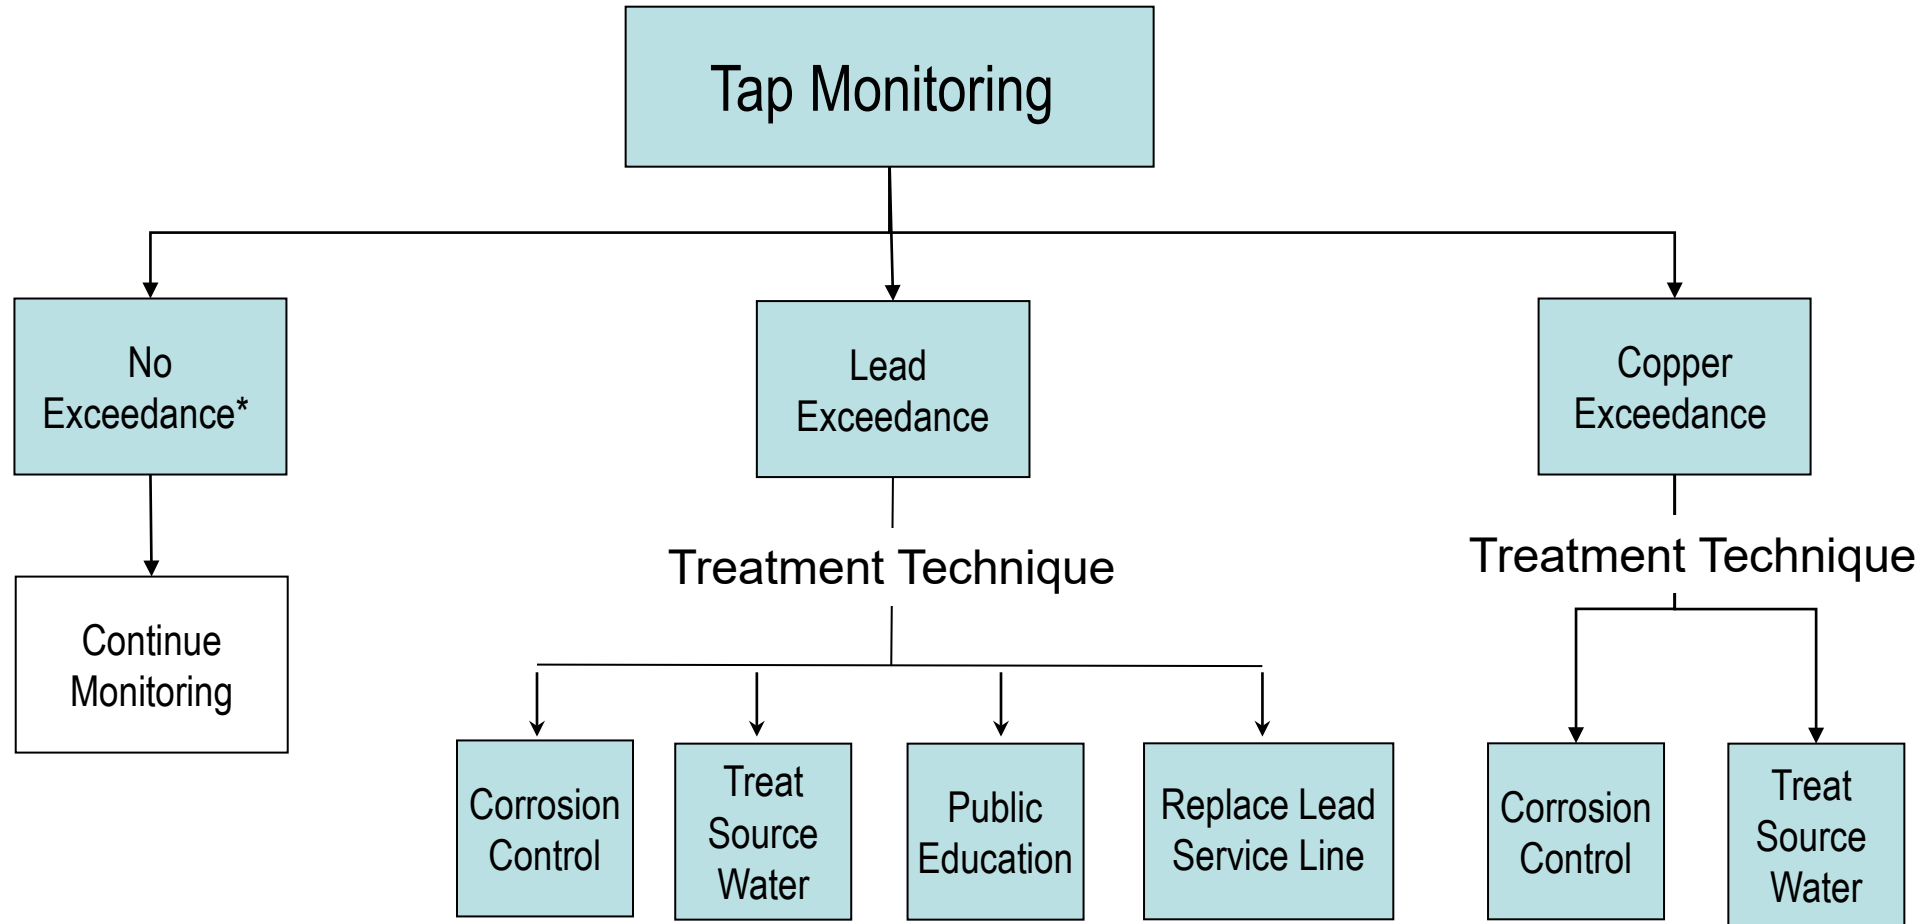 Tap Monitoring
No
Exceedance*
Lead
Exceedance
Copper
Exceedance
Continue
Monitoring
Treatment Technique
Treatment Technique
Corrosion
Control
Treat
Source
Water
Public
Education
Replace Lead
Service Line
Corrosion
Control
Treat
Source
Water